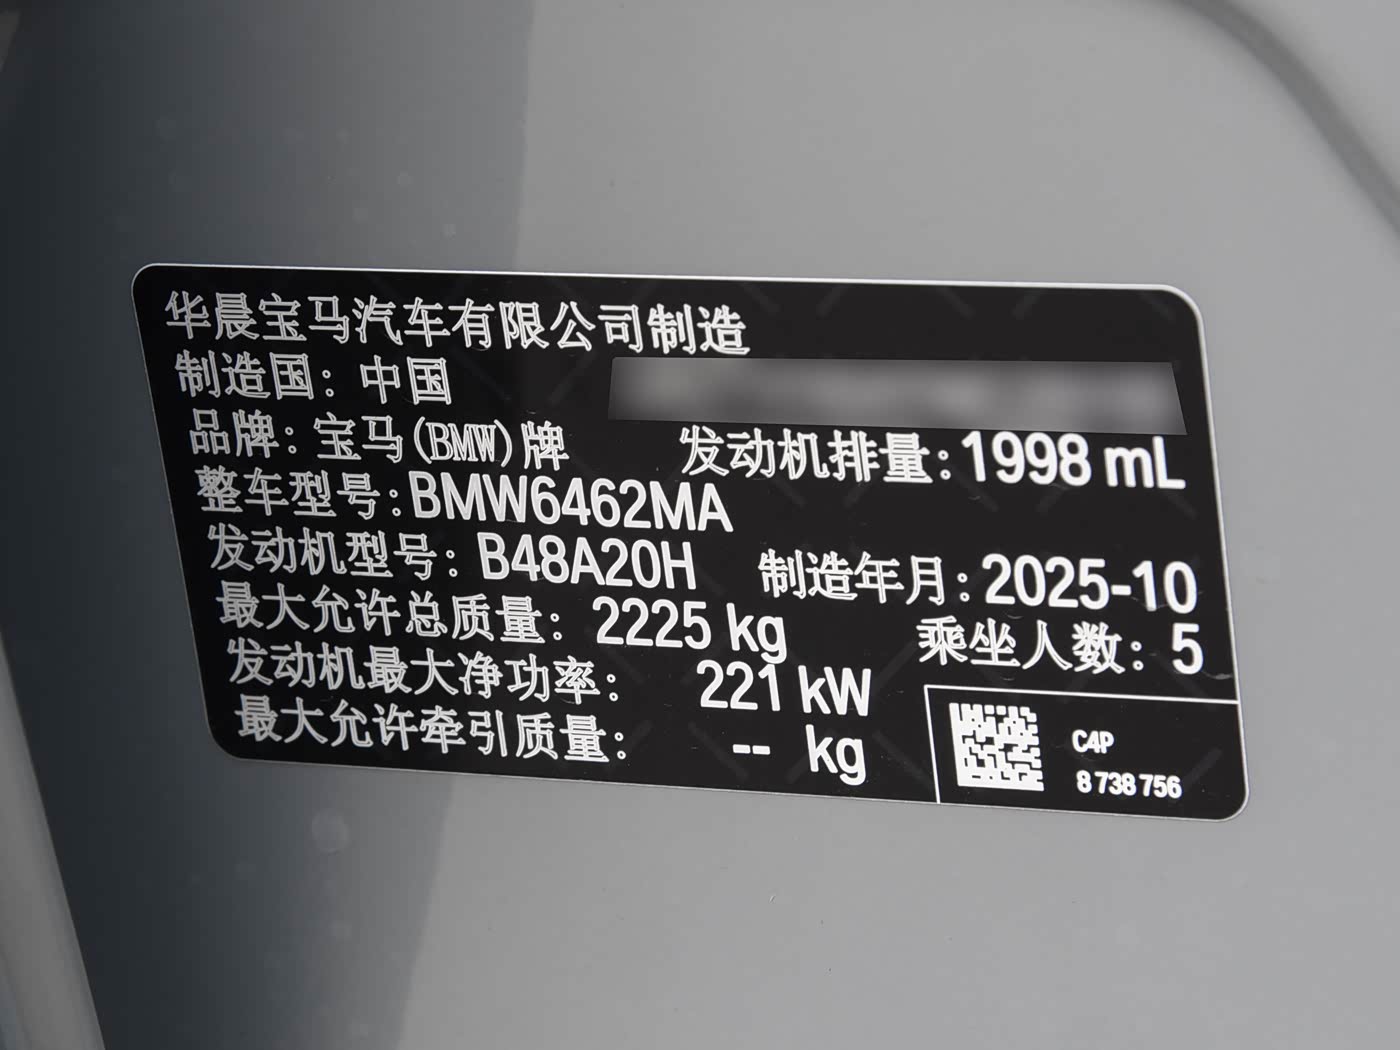 华晨宝马汽车有限公司制造
制造国：中国
品牌：宝马(BMW)牌 发动机排量：1998 mL
整车型号：BMW6462MA
发动机型号：B48A20H 制造年月：2025-10
最大允许总质量：2225 kg 乘坐人数：5
发动机最大净功率：221 kW
最大允许牵引质量：-- kg
C4P
8 738 756